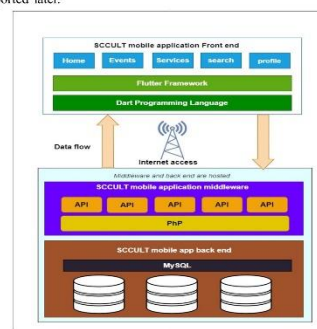 ported later.
SCCULT mobile application Front end
Home Events Services search profile
Flutter Framework
Dart Programming Language
Data flow
Internet access
Middleware and back end are hosted
SCCULT mobile application middleware
API API API API API
PhP
SCCULT mobile app back end
MySQL